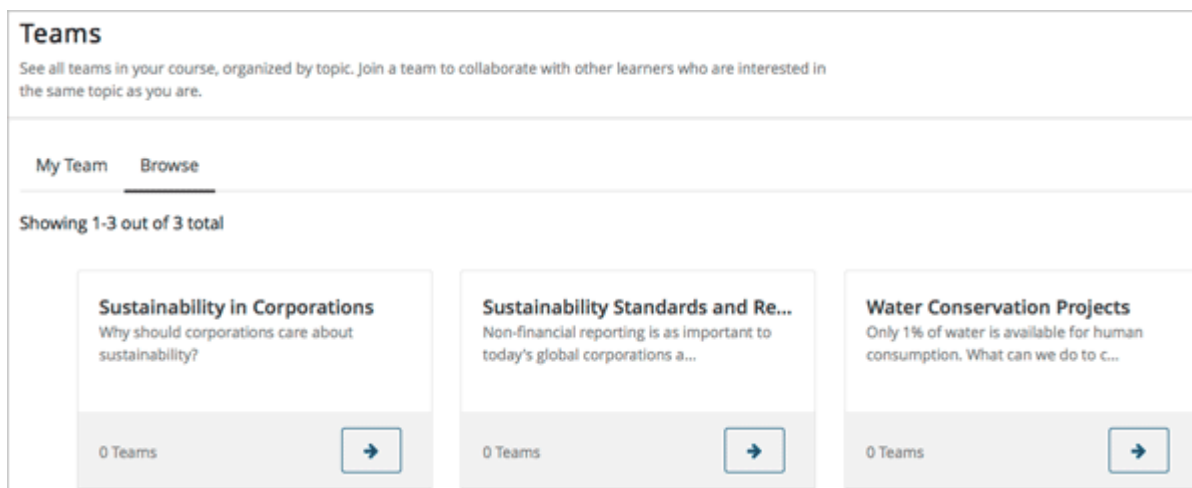 Teams
See all teams in your course, organized by topic. Join a team to collaborate with other learners who are interested in
the same topic as you are.
My Team Browse
Showing 1-3 out of 3 total
Sustainability in Corporations
Why should corporations care about
sustainability?
0 Teams
Sustainability Standards and Re...
Non-financial reporting is as important to
today's global corporations a...
0 Teams
Water Conservation Projects
Only 1% of water is available for human
consumption. What can we do to c...
0 Teams